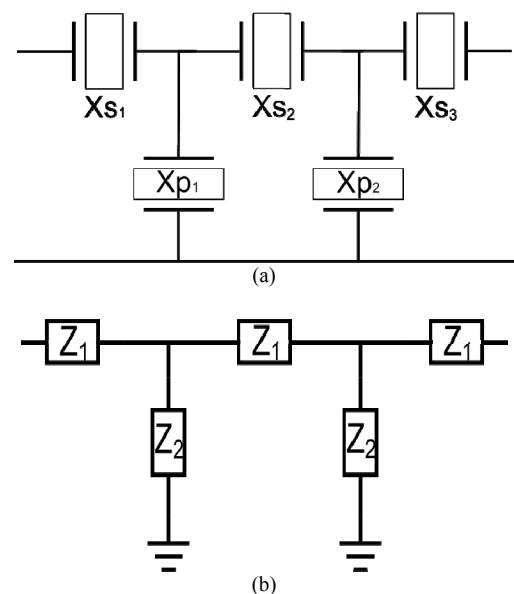 Xs₁ Xs₂ Xs₃
Xp₁ Xp₂
(a)
Z₁ Z₁ Z₁
Z₂ Z₂
(b)